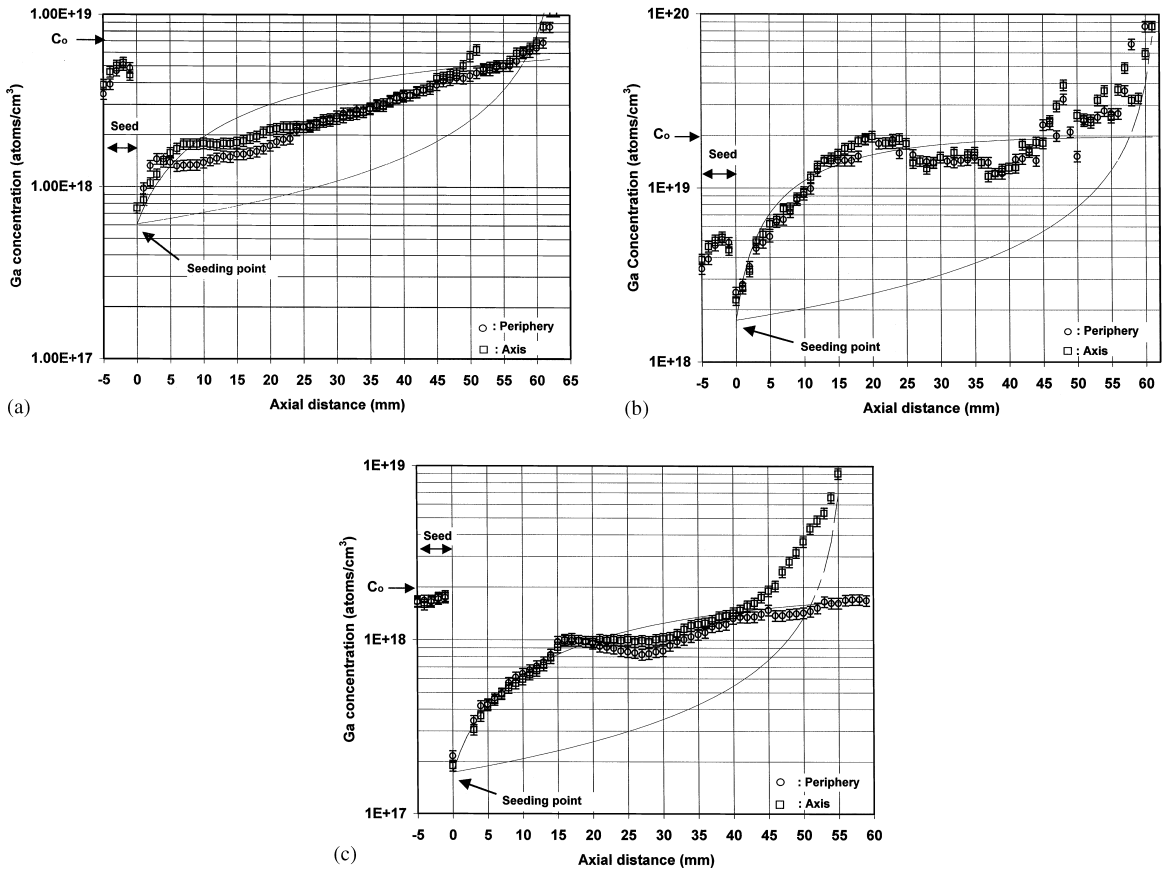 1.00E+19
Co
Seed
1.00E+18
Seeding point
: Periphery
: Axis
1.00E+17
-5 0 5 10 15 20 25 30 35 40 45 50 55 60 65
Axial distance (mm)
Ga concentration (atoms/cm³)
(a)
1E+20
Co
Seed
1E+19
Seeding point
: Periphery
: Axis
1E+18
-5 0 5 10 15 20 25 30 35 40 45 50 55 60
Axial distance (mm)
Ga Concentration (atoms/cm³)
(b)
1E+19
Seed
Co
1E+18
Seeding point
: Periphery
: Axis
1E+17
-5 0 5 10 15 20 25 30 35 40 45 50 55 60
Axial distance (mm)
Ga concentration (atoms/cm³)
(c)